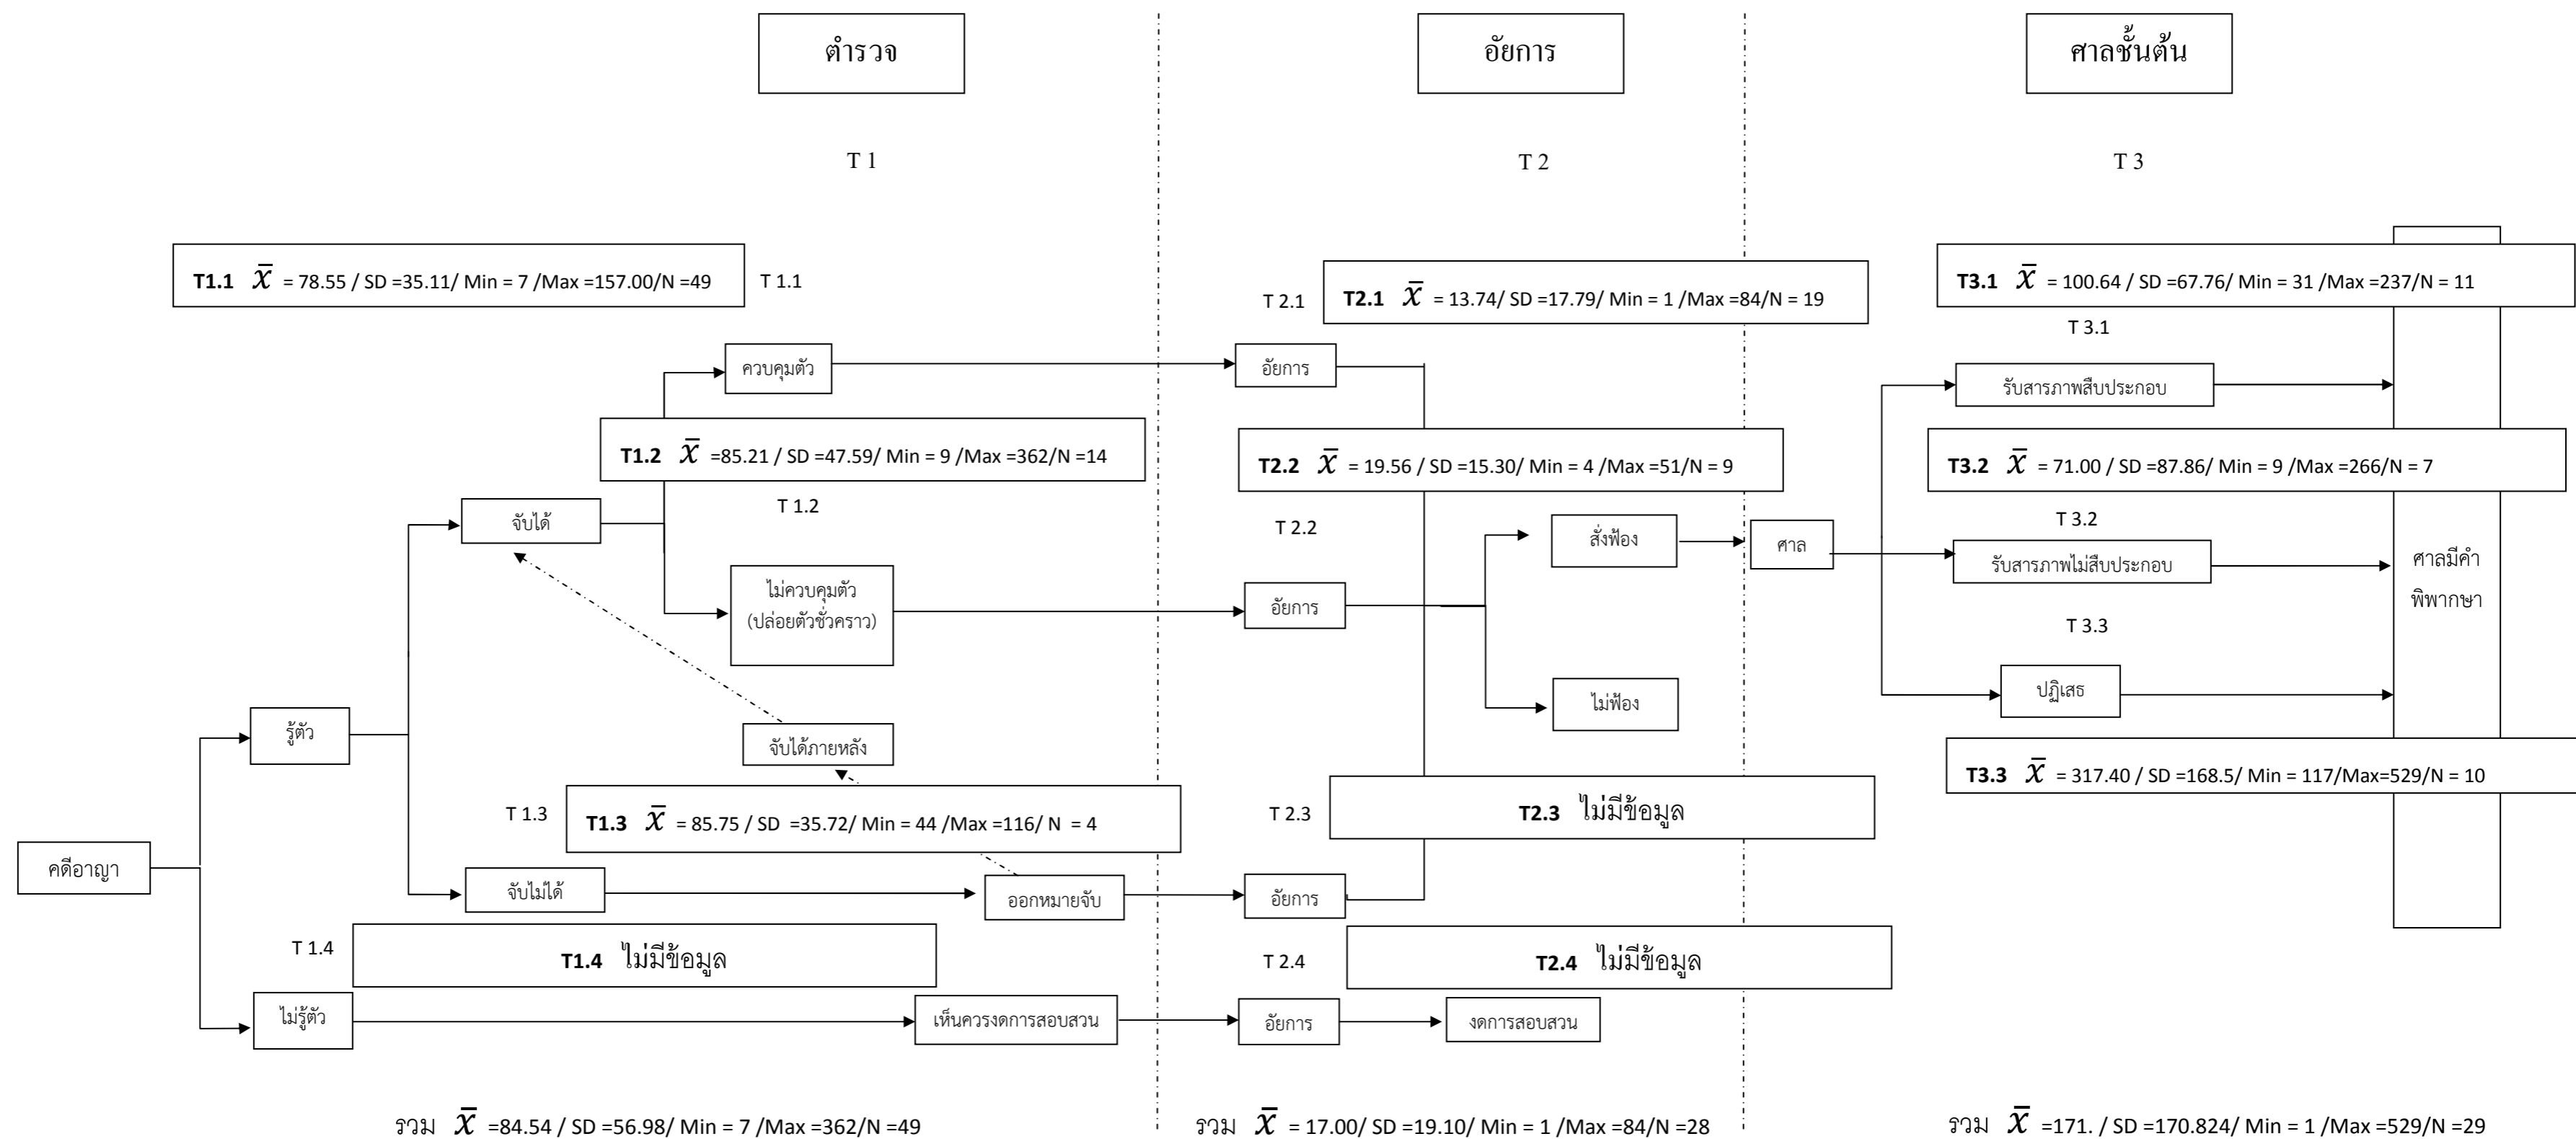 ตำรวจ
อัยการ
ศาลชั้นต้น
T 1
T 2
T 3
T1.1 x̄ = 78.55 / SD =35.11/ Min = 7 /Max =157.00/N =49
T 1.1
T 2.1
T2.1 x̄ = 13.74/ SD =17.79/ Min = 1 /Max =84/N = 19
T3.1 x̄ = 100.64 / SD =67.76/ Min = 31 /Max =237/N = 11
T 3.1
ควบคุมตัว
อัยการ
รับสารภาพสืบประกอบ
T1.2 x̄ =85.21 / SD =47.59/ Min = 9 /Max =362/N =14
T2.2 x̄ = 19.56 / SD =15.30/ Min = 4 /Max =51/N = 9
T3.2 x̄ = 71.00 / SD =87.86/ Min = 9 /Max =266/N = 7
T 1.2
จับได้
T 2.2
สั่งฟ้อง
ศาล
T 3.2
รับสารภาพไม่สืบประกอบ
ศาลมีคำ
พิพากษา
ไม่ควบคุมตัว
(ปล่อยตัวชั่วคราว)
อัยการ
T 3.3
ไม่ฟ้อง
ปฏิเสธ
รู้ตัว
จับได้ภายหลัง
T3.3 x̄ = 317.40 / SD =168.5/ Min = 117/Max=529/N = 10
T 1.3
T1.3 x̄ = 85.75 / SD =35.72/ Min = 44 /Max =116/ N = 4
T 2.3
T2.3 ไม่มีข้อมูล
คดีอาญา
จับไม่ได้
ออกหมายจับ
อัยการ
T 1.4
T1.4 ไม่มีข้อมูล
T 2.4
T2.4 ไม่มีข้อมูล
ไม่รู้ตัว
เห็นควรงดการสอบสวน
อัยการ
งดการสอบสวน
รวม x̄ =84.54 / SD =56.98/ Min = 7 /Max =362/N =49
รวม x̄ = 17.00/ SD =19.10/ Min = 1 /Max =84/N =28
รวม x̄ =171. / SD =170.824/ Min = 1 /Max =529/N =29